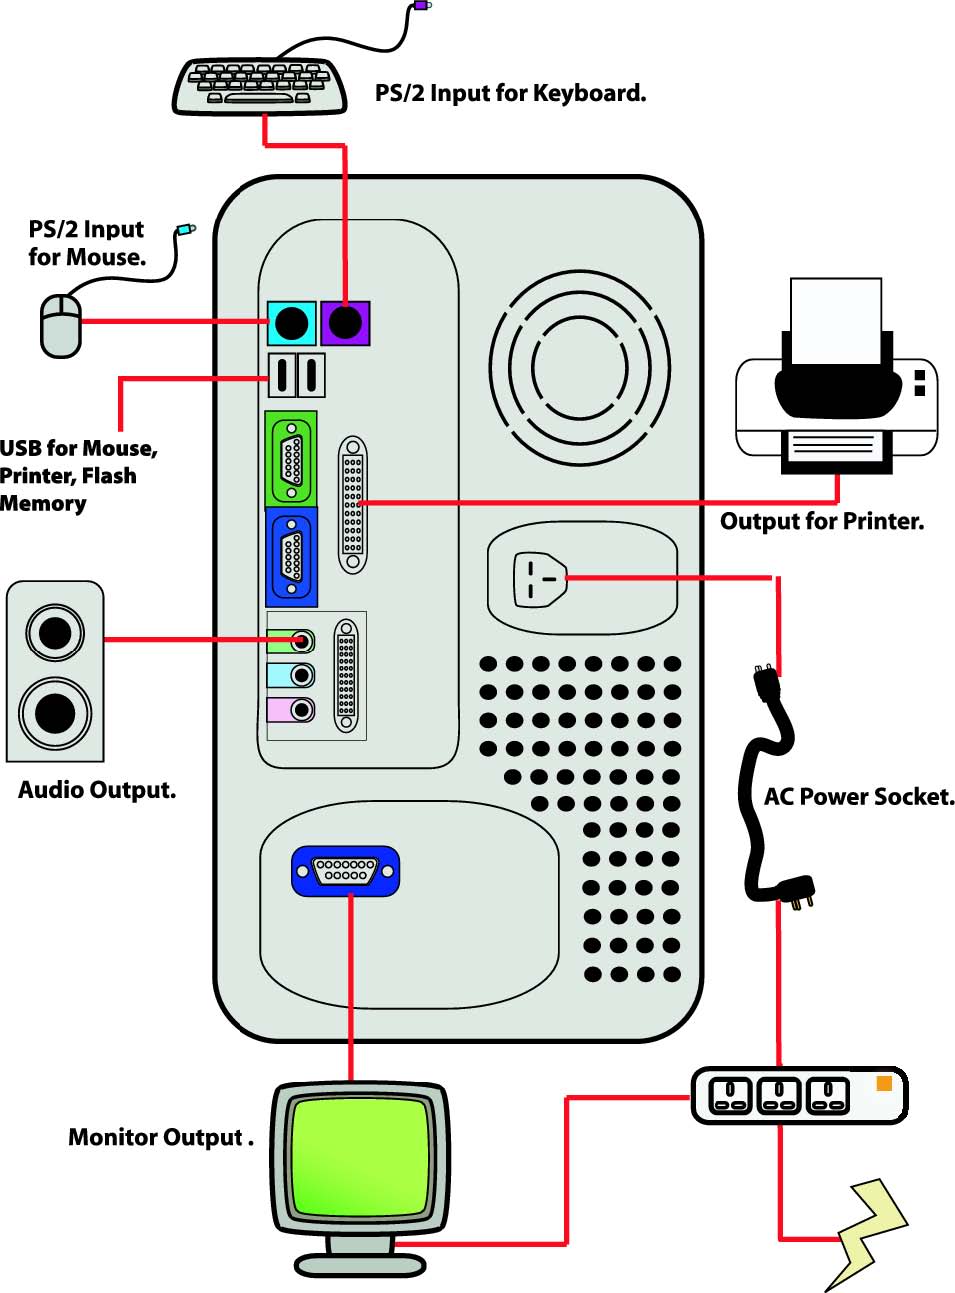 PS/2 Input for Keyboard.
PS/2 Input
for Mouse.
USB for Mouse,
Printer, Flash
Memory
Output for Printer.
Audio Output.
AC Power Socket.
Monitor Output .